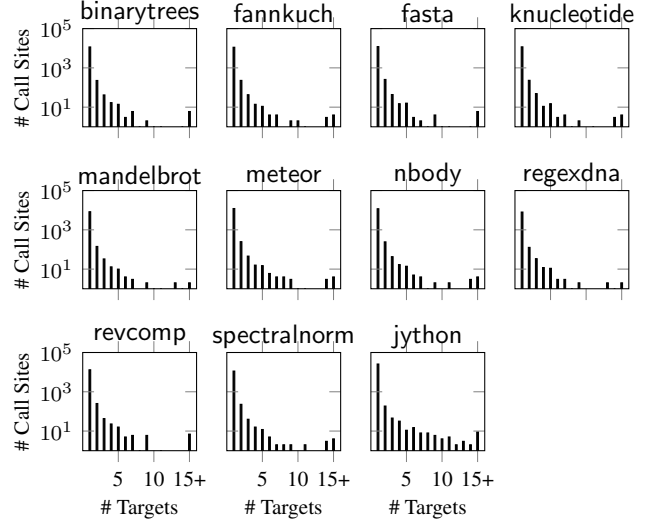 binarytrees fannkuch fasta knucleotide
10^5
10^3
10^1
# Call Sites
mandelbrot meteor nbody regexdna
10^5
10^3
10^1
# Call Sites
revcomp spectralnorm jython
10^5
10^3
10^1
# Call Sites
5 10 15+ 5 10 15+ 5 10 15+
# Targets # Targets # Targets